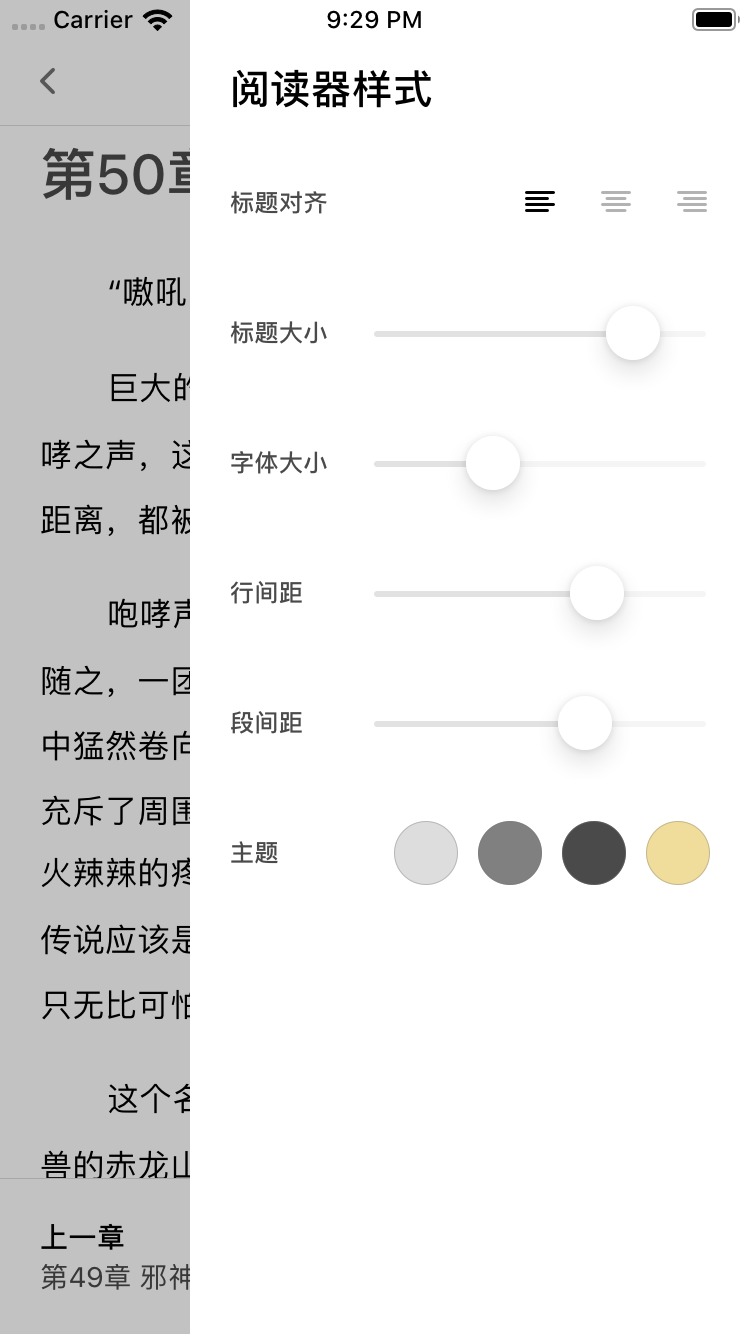 Carrier
9:29 PM
阅读器样式
标题对齐
标题大小
字体大小
行间距
段间距
主题
第50章
“嗷吼
巨大的
哮之声，这
距离，都被
咆哮声
随之，一团
中猛然卷向
充斥了周围
火辣辣的疼
传说应该是
只无比可怕
这个名
兽的赤龙山
上一章
第49章 邪神